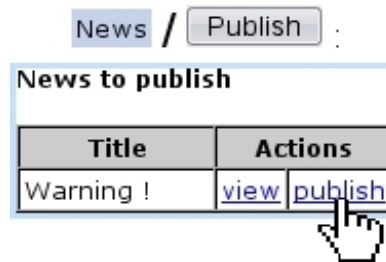 News / Publish :
News to publish
Title Actions
Warning ! view publish